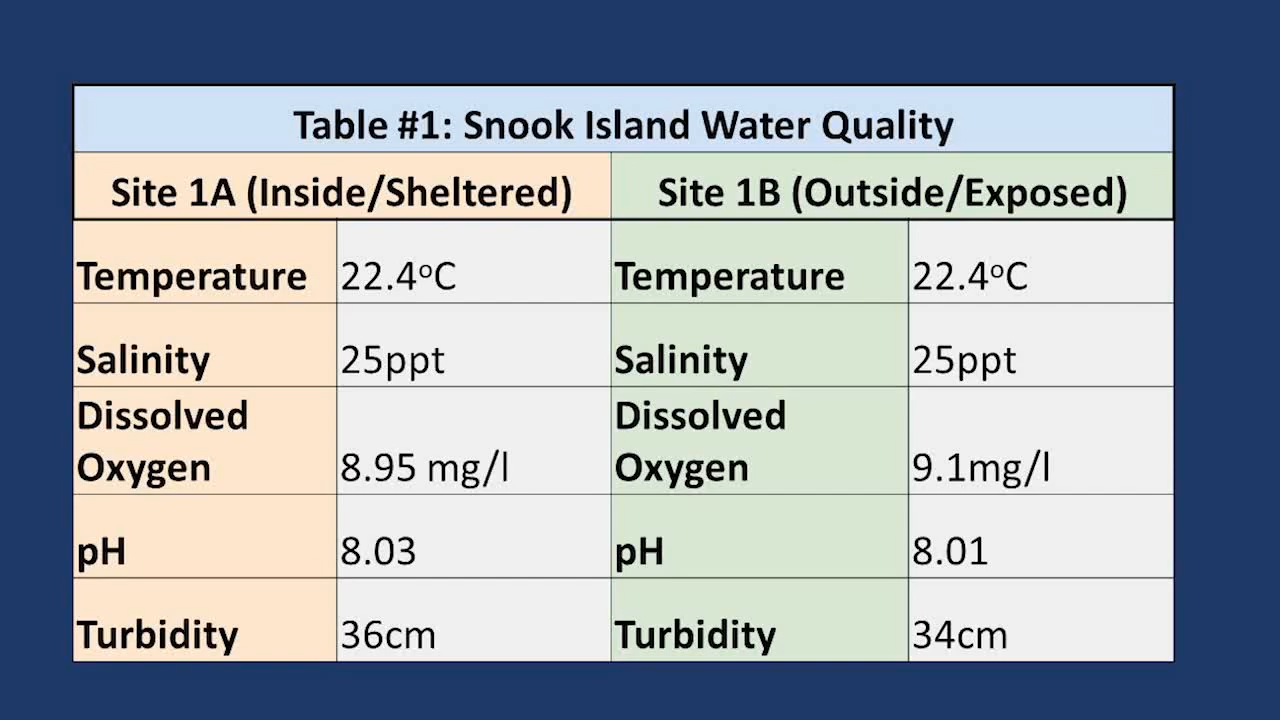 Table #1: Snook Island Water Quality
Site 1A (Inside/Sheltered) Site 1B (Outside/Exposed)
Temperature 22.4°C Temperature 22.4°C
Salinity 25ppt Salinity 25ppt
Dissolved Dissolved
Oxygen 8.95 mg/l Oxygen 9.1mg/l
pH 8.03 pH 8.01
Turbidity 36cm Turbidity 34cm